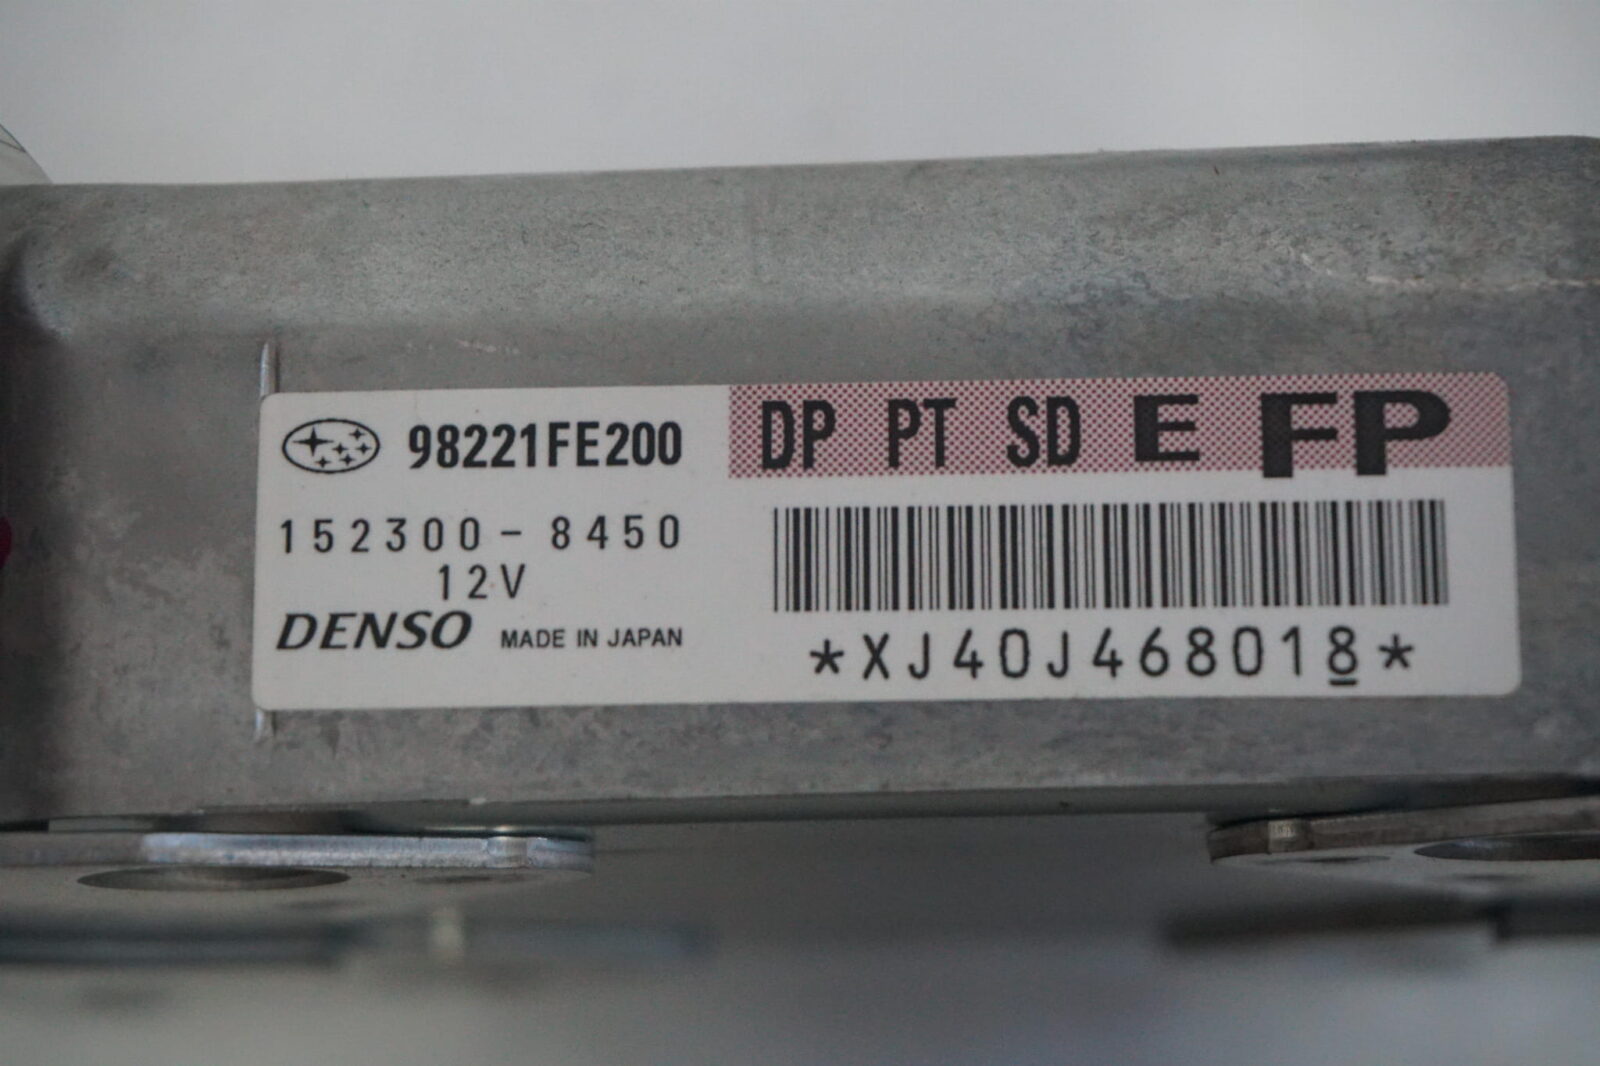 98221FE200 DP PT SD E FP
152300-8450
12V
DENSO MADE IN JAPAN
*XJ40J468018*